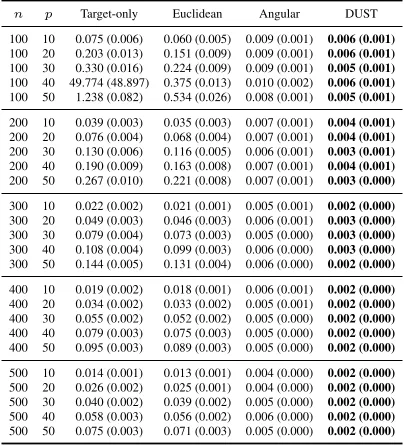 n p Target-only Euclidean Angular DUST
100 10 0.075 (0.006) 0.060 (0.005) 0.009 (0.001) 0.006 (0.001)
100 20 0.203 (0.013) 0.151 (0.009) 0.009 (0.001) 0.006 (0.001)
100 30 0.330 (0.016) 0.224 (0.009) 0.009 (0.001) 0.005 (0.001)
100 40 49.774 (48.897) 0.375 (0.013) 0.010 (0.002) 0.006 (0.001)
100 50 1.238 (0.082) 0.534 (0.026) 0.008 (0.001) 0.005 (0.001)
200 10 0.039 (0.003) 0.035 (0.003) 0.007 (0.001) 0.004 (0.001)
200 20 0.076 (0.004) 0.068 (0.004) 0.007 (0.001) 0.004 (0.001)
200 30 0.130 (0.006) 0.116 (0.005) 0.006 (0.001) 0.003 (0.001)
200 40 0.190 (0.009) 0.163 (0.008) 0.007 (0.001) 0.004 (0.001)
200 50 0.267 (0.010) 0.221 (0.008) 0.007 (0.001) 0.003 (0.000)
300 10 0.022 (0.002) 0.021 (0.001) 0.005 (0.001) 0.002 (0.000)
300 20 0.049 (0.003) 0.046 (0.003) 0.006 (0.001) 0.003 (0.000)
300 30 0.079 (0.004) 0.073 (0.003) 0.005 (0.000) 0.003 (0.000)
300 40 0.108 (0.004) 0.099 (0.003) 0.006 (0.000) 0.003 (0.000)
300 50 0.144 (0.005) 0.131 (0.004) 0.006 (0.000) 0.002 (0.000)
400 10 0.019 (0.002) 0.018 (0.001) 0.006 (0.001) 0.002 (0.000)
400 20 0.034 (0.002) 0.033 (0.002) 0.005 (0.001) 0.002 (0.000)
400 30 0.055 (0.002) 0.052 (0.002) 0.005 (0.000) 0.002 (0.000)
400 40 0.079 (0.003) 0.075 (0.003) 0.005 (0.000) 0.002 (0.000)
400 50 0.095 (0.003) 0.089 (0.003) 0.005 (0.000) 0.002 (0.000)
500 10 0.014 (0.001) 0.013 (0.001) 0.004 (0.000) 0.002 (0.000)
500 20 0.026 (0.002) 0.025 (0.001) 0.004 (0.000) 0.002 (0.000)
500 30 0.040 (0.002) 0.039 (0.002) 0.005 (0.000) 0.002 (0.000)
500 40 0.058 (0.003) 0.056 (0.002) 0.006 (0.000) 0.002 (0.000)
500 50 0.075 (0.003) 0.071 (0.003) 0.005 (0.000) 0.002 (0.000)